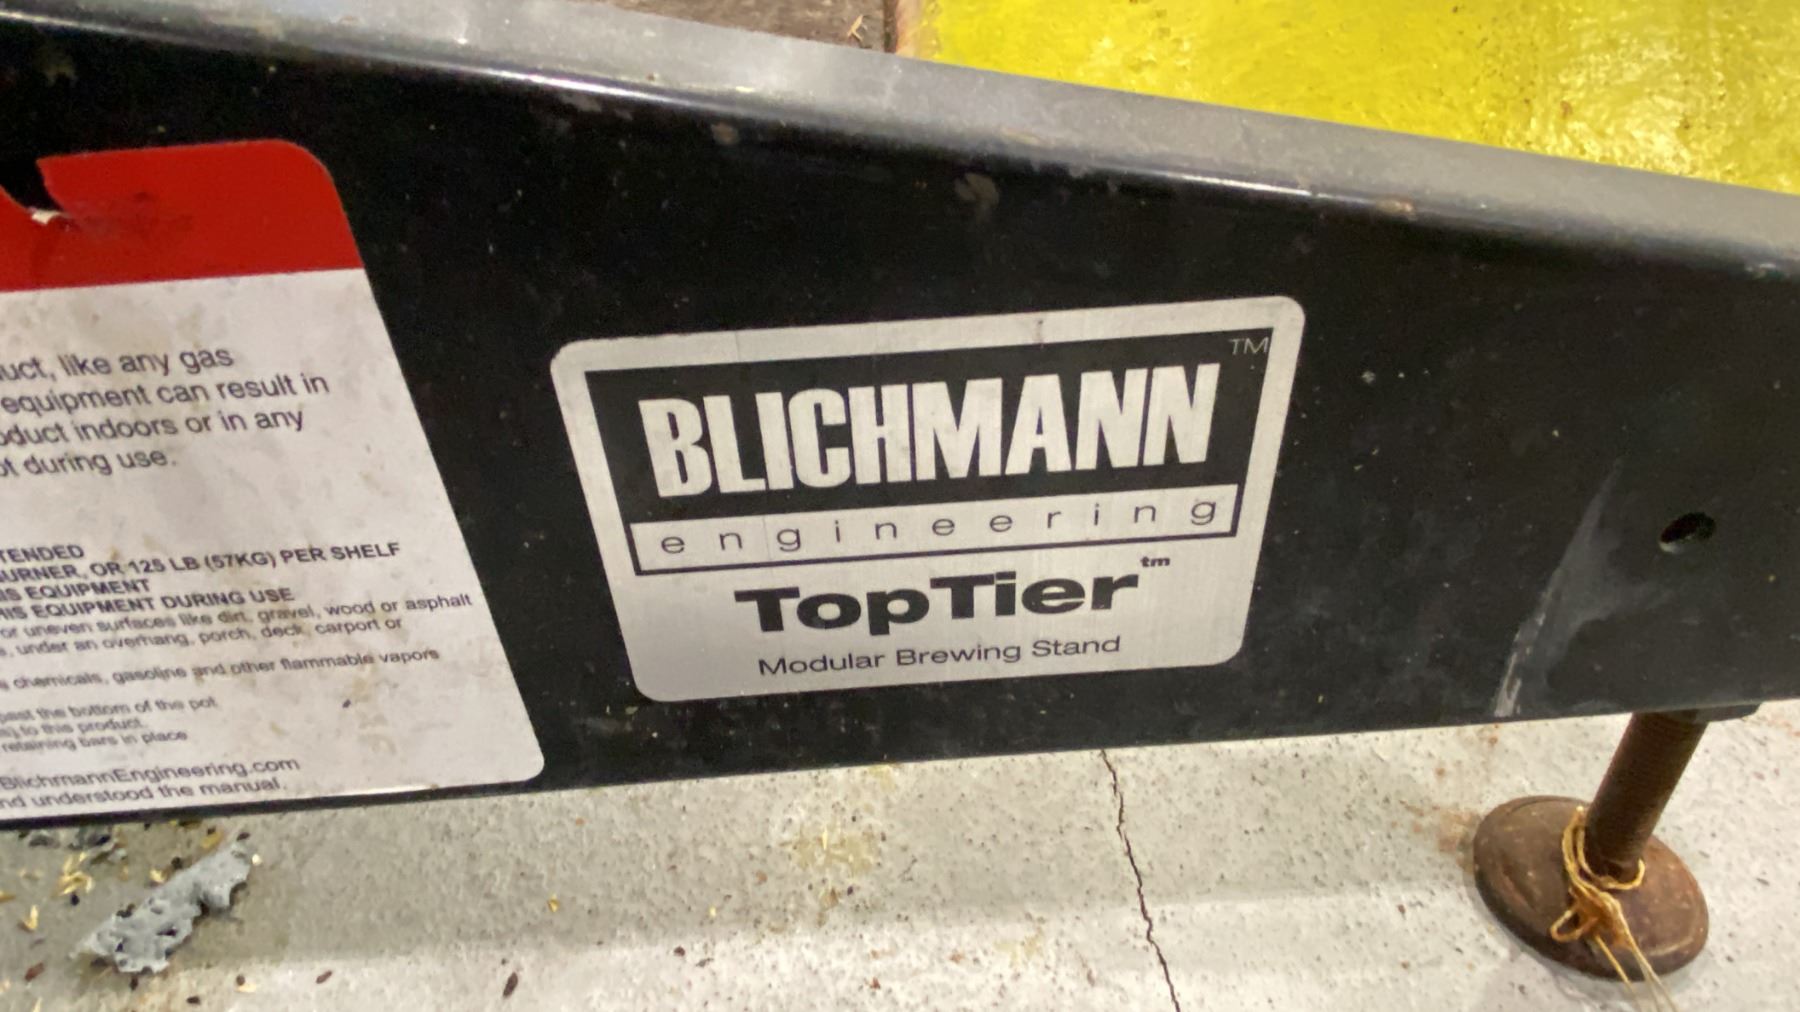 uct, like any gas
equipment can result in
oduct indoors or in any
ot during use.
TENDED
URNER, OR 125 LB (57KG) PER SHELF
IS EQUIPMENT
HIS EQUIPMENT DURING USE
or uneven surfaces like dirt, gravel, wood or asphalt
, under an overhang, porch, deck, carport or
chemicals, gasoline and other flammable vapors
past the bottom of the pot
(s) to this product.
retaining bars in place
BlichmannEngineering.com
nd understood the manual.
BLICHMANN™
engineering
TopTier tm
Modular Brewing Stand